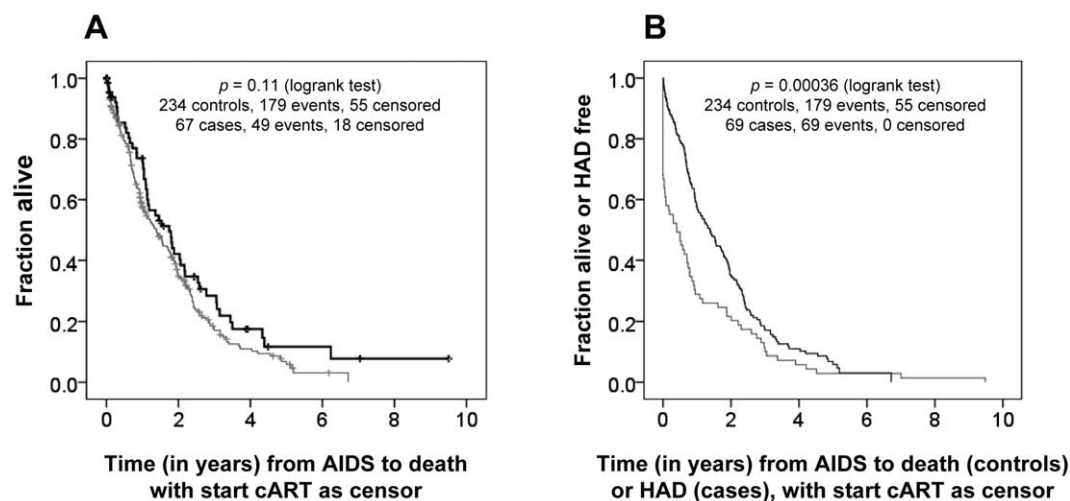 A
p = 0.11 (logrank test)
234 controls, 179 events, 55 censored
67 cases, 49 events, 18 censored
Fraction alive
1.0
0.8
0.6
0.4
0.2
0.0
0 2 4 6 8 10
Time (in years) from AIDS to death
with start cART as censor
B
p = 0.00036 (logrank test)
234 controls, 179 events, 55 censored
69 cases, 69 events, 0 censored
Fraction alive or HAD free
1.0
0.8
0.6
0.4
0.2
0.0
0 2 4 6 8 10
Time (in years) from AIDS to death (controls)
or HAD (cases), with start cART as censor